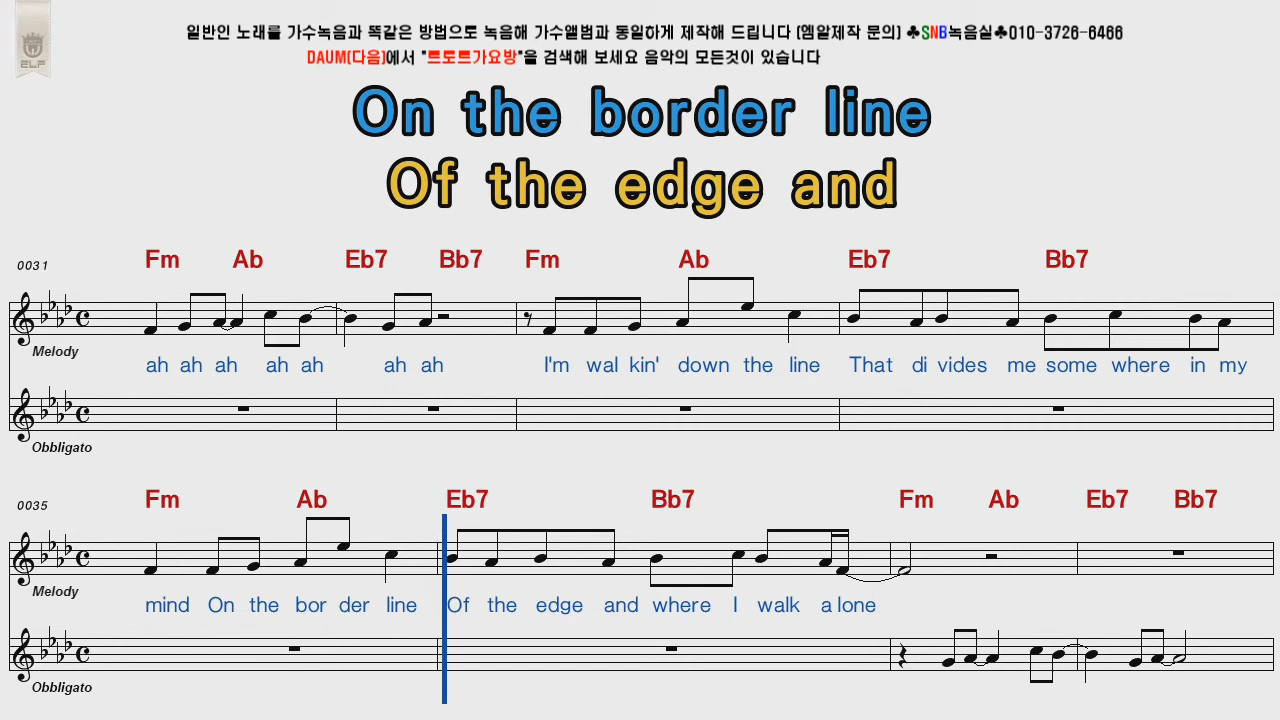 일반인 노래를 가수녹음과 똑같은 방법으로 녹음해 가수앨범과 동일하게 제작해 드립니다 (엠알제작 문의) ♣SNB녹음실♣010-3726-6466
DAUM(다음)에서 "트로트가요방"을 검색해 보세요 음악의 모든것이 있습니다
ELF
On the border line
Of the edge and
0031 Fm Ab Eb7 Bb7 Fm Ab Eb7 Bb7
Melody
ah ah ah ah ah ah ah I'm wal kin' down the line That di vides me some where in my
Obbligato
0035 Fm Ab Eb7 Bb7 Fm Ab Eb7 Bb7
Melody
mind On the bor der line Of the edge and where I walk a lone
Obbligato